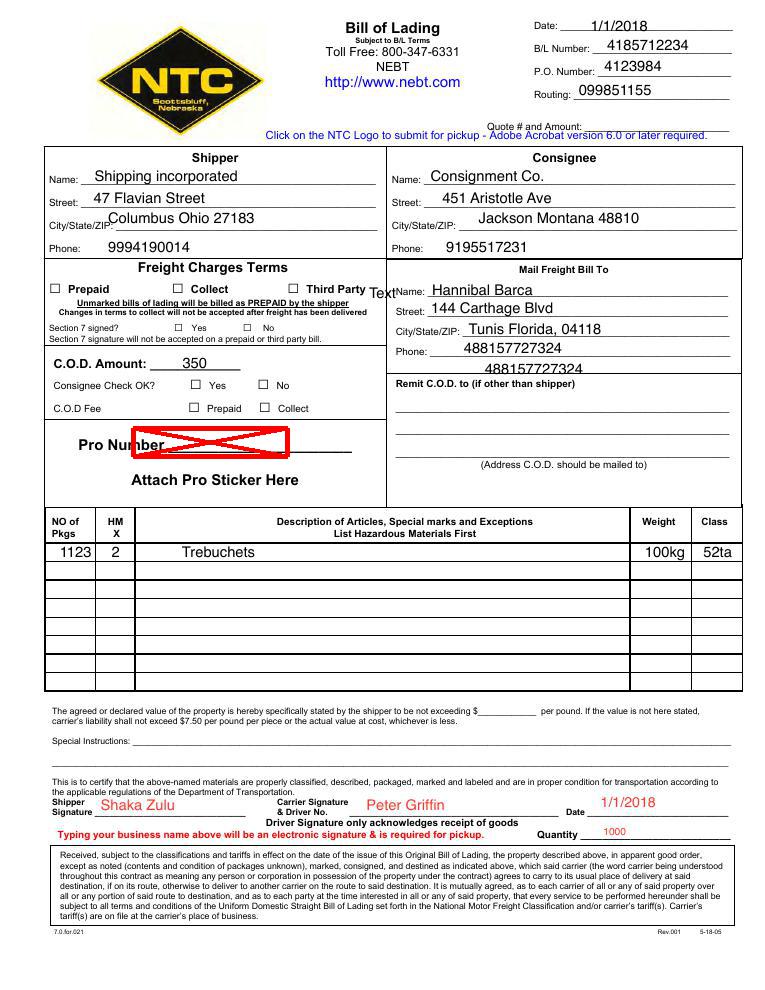 NTC
Scottsbluff,
Nebraska
Bill of Lading
Subject to B/L Terms
Toll Free: 800-347-6331
NEBT
http://www.nebt.com
Date: 1/1/2018
B/L Number: 4185712234
P.O. Number: 4123984
Routing: 099851155
Quote # and Amount:
Click on the NTC Logo to submit for pickup - Adobe Acrobat version 6.0 or later required.
Shipper
Name: Shipping incorporated
Street: 47 Flavian Street
City/State/ZIP: Columbus Ohio 27183
Phone: 9994190014
Consignee
Name: Consignment Co.
Street: 451 Aristotle Ave
City/State/ZIP: Jackson Montana 48810
Phone: 9195517231
Freight Charges Terms
☐ Prepaid ☐ Collect ☐ Third Party Text
Unmarked bills of lading will be billed as PREPAID by the shipper
Changes in terms to collect will not be accepted after freight has been delivered
Section 7 signed? ☐ Yes ☐ No
Section 7 signature will not be accepted on a prepaid or third party bill.
Mail Freight Bill To
Name: Hannibal Barca
Street: 144 Carthage Blvd
City/State/ZIP: Tunis Florida, 04118
Phone: 488157727324
488157727324
C.O.D. Amount: 350
Consignee Check OK? ☐ Yes ☐ No
C.O.D Fee ☐ Prepaid ☐ Collect
Remit C.O.D. to (if other than shipper)
(Address C.O.D. should be mailed to)
Pro Number
Attach Pro Sticker Here
NO of Pkgs HM X Description of Articles, Special marks and Exceptions Weight Class
List Hazardous Materials First
1123 2 Trebuchets 100kg 52ta
The agreed or declared value of the property is hereby specifically stated by the shipper to be not exceeding $____________ per pound. If the value is not here stated,
carrier's liability shall not exceed $7.50 per pound per piece or the actual value at cost, whichever is less.
Special Instructions:
This is to certify that the above-named materials are properly classified, described, packaged, marked and labeled and are in proper condition for transportation according to
the applicable regulations of the Department of Transportation.
Shipper Signature Shaka Zulu Carrier Signature & Driver No. Peter Griffin Date 1/1/2018
Driver Signature only acknowledges receipt of goods
Typing your business name above will be an electronic signature & is required for pickup. Quantity 1000
Received, subject to the classifications and tariffs in effect on the date of the issue of this Original Bill of Lading, the property described above, in apparent good order,
except as noted (contents and condition of packages unknown), marked, consigned, and destined as indicated above, which said carrier (the word carrier being understood
throughout this contract as meaning any person or corporation in possession of the property under the contract) agrees to carry to its usual place of delivery at said
destination, if on its route, otherwise to deliver to another carrier on the route to said destination. It is mutually agreed, as to each carrier of all or any of said property over
all or any portion of said route to destination, and as to each party at the time interested in all or any of said property, that every service to be performed hereunder shall be
subject to all terms and conditions of the Uniform Domestic Straight Bill of Lading set forth in the National Motor Freight Classification and/or carrier's tariff(s). Carrier's
tariff(s) are on file at the carrier's place of business.
7.0.for.021 Rev.001 5-18-05